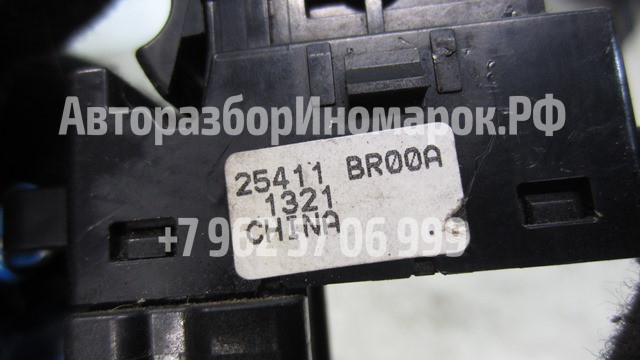 АвторазборИномарок.РФ
25411 BR00A
1321
CHINA
+7 962 57 06 999